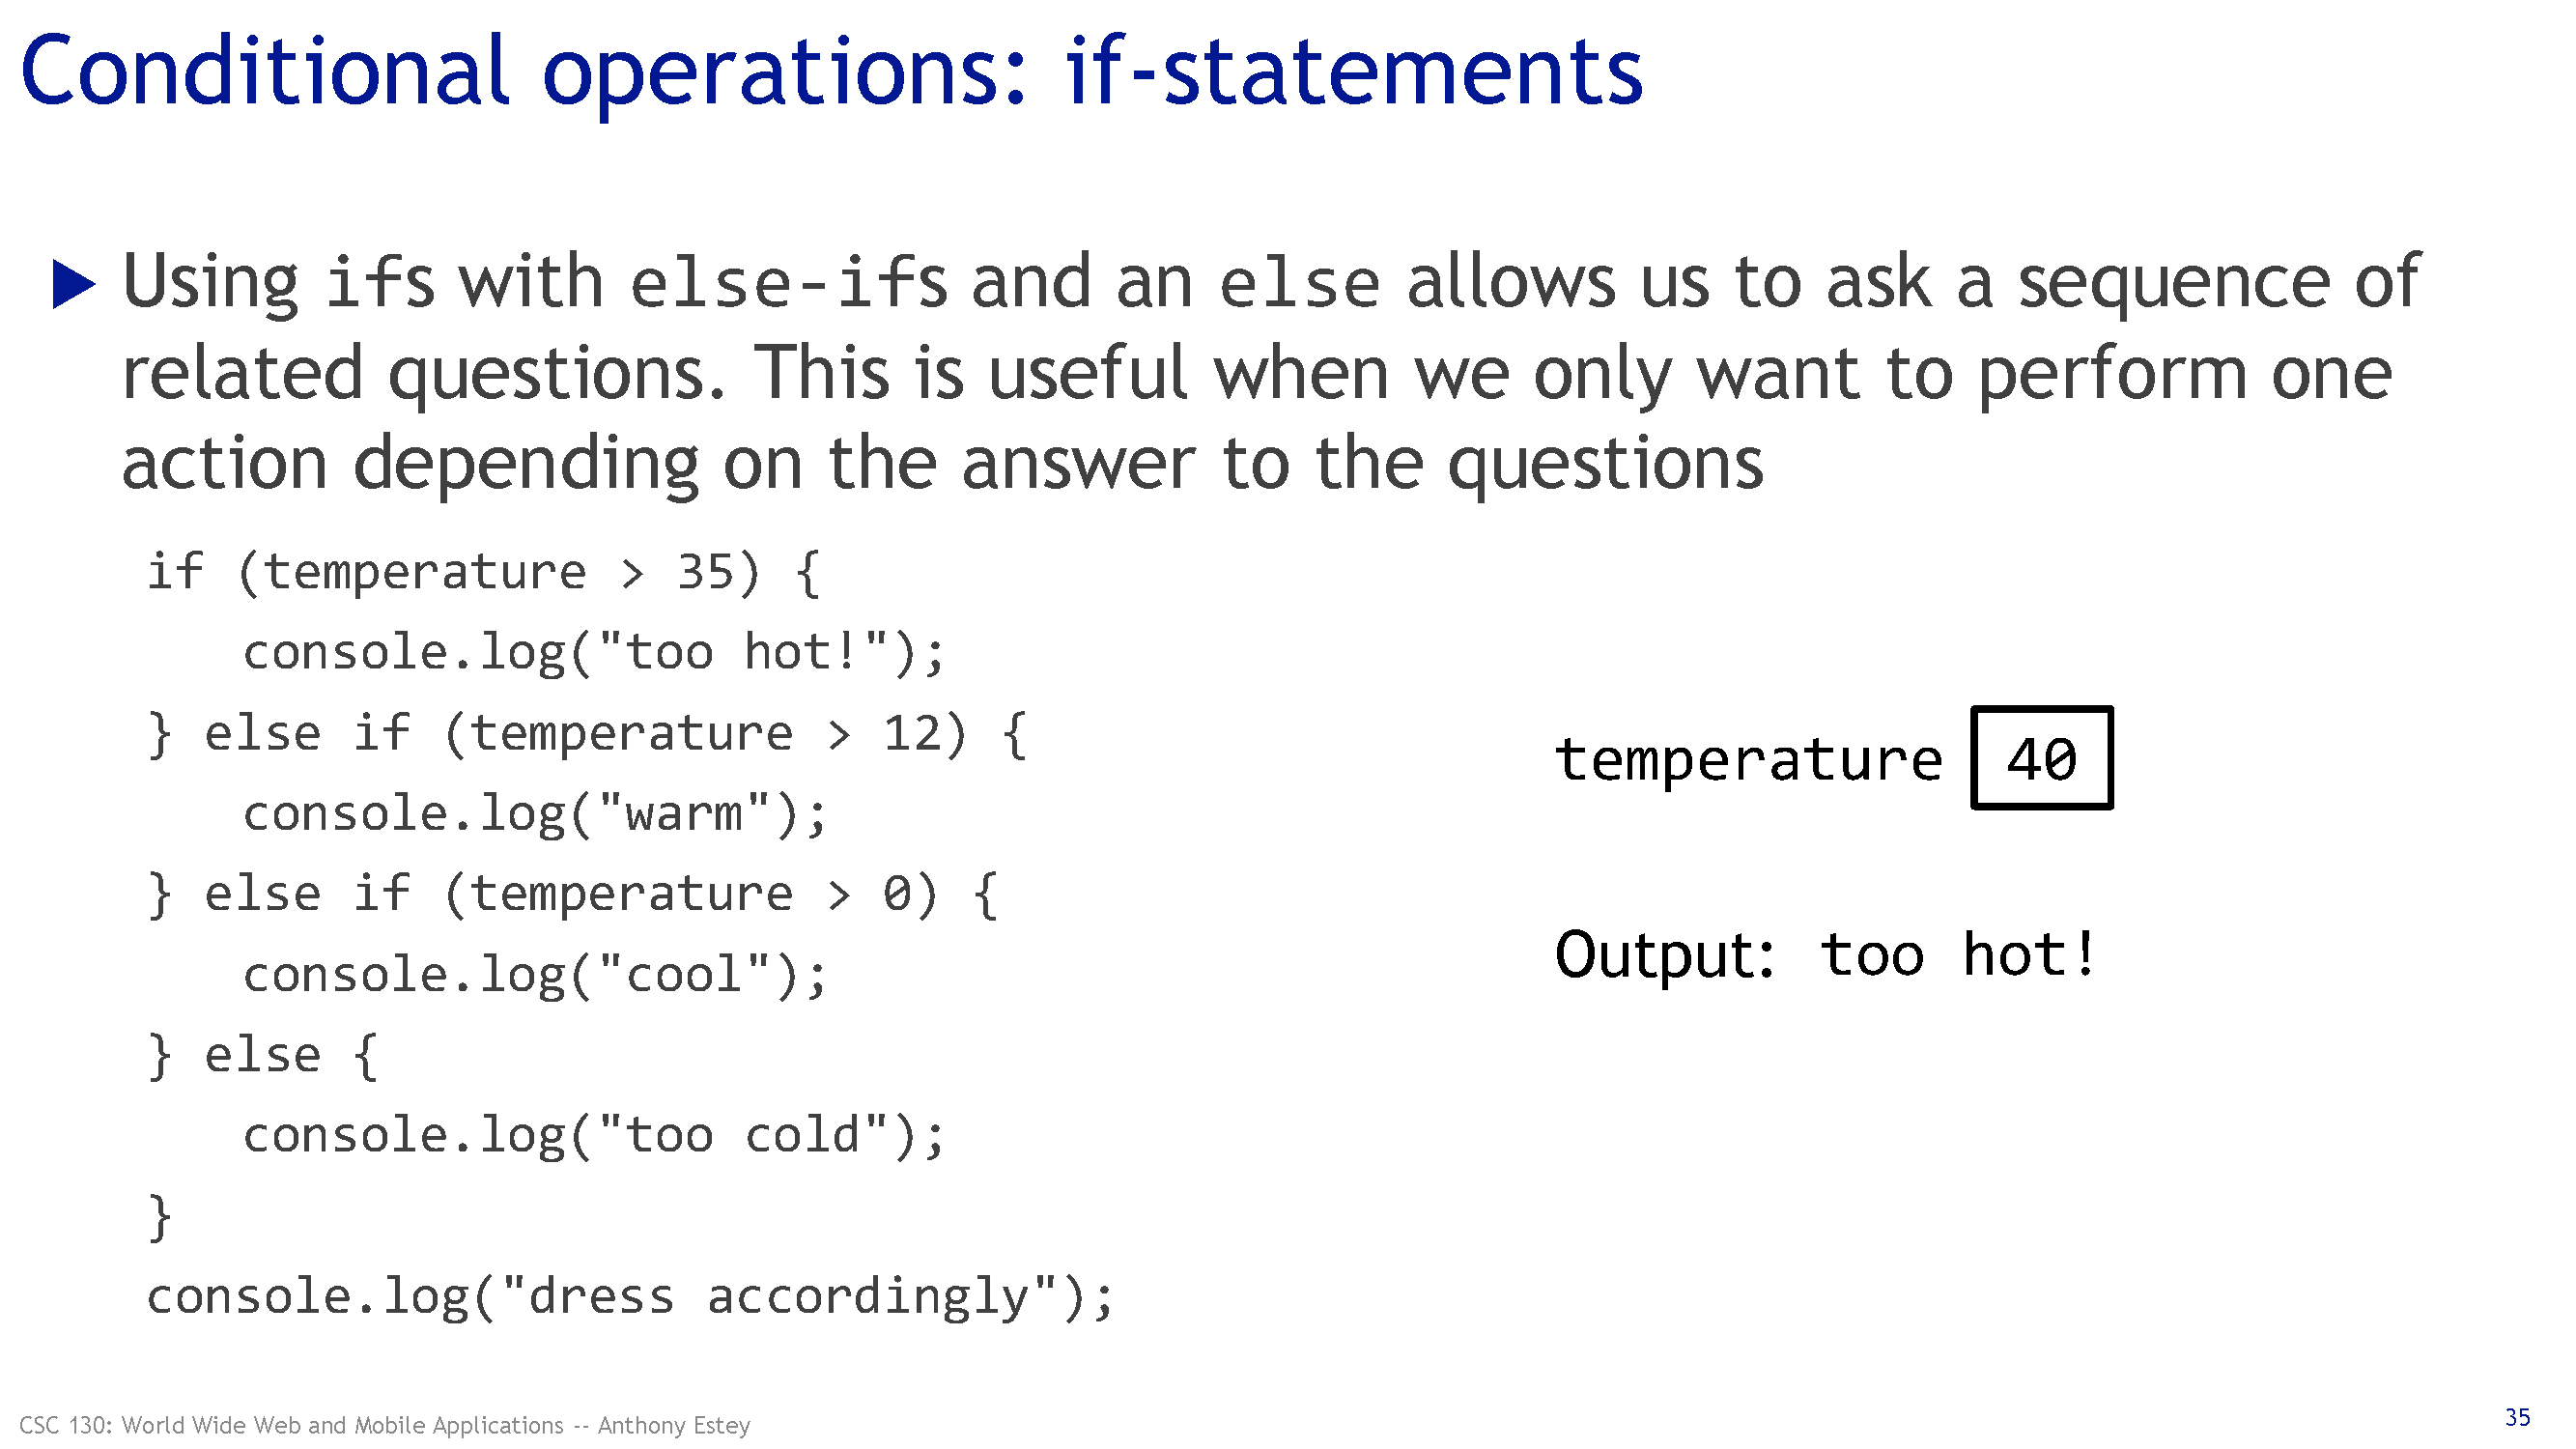 Conditional operations: if-statements
Using ifs with else-ifs and an else allows us to ask a sequence of
related questions. This is useful when we only want to perform one
action depending on the answer to the questions
if (temperature > 35) {
console.log("too hot!");
} else if (temperature > 12) {
console.log("warm");
} else if (temperature > 0) {
console.log("cool");
} else {
console.log("too cold");
}
console.log("dress accordingly");
temperature 40
Output: too hot!
CSC 130: World Wide Web and Mobile Applications -- Anthony Estey
35